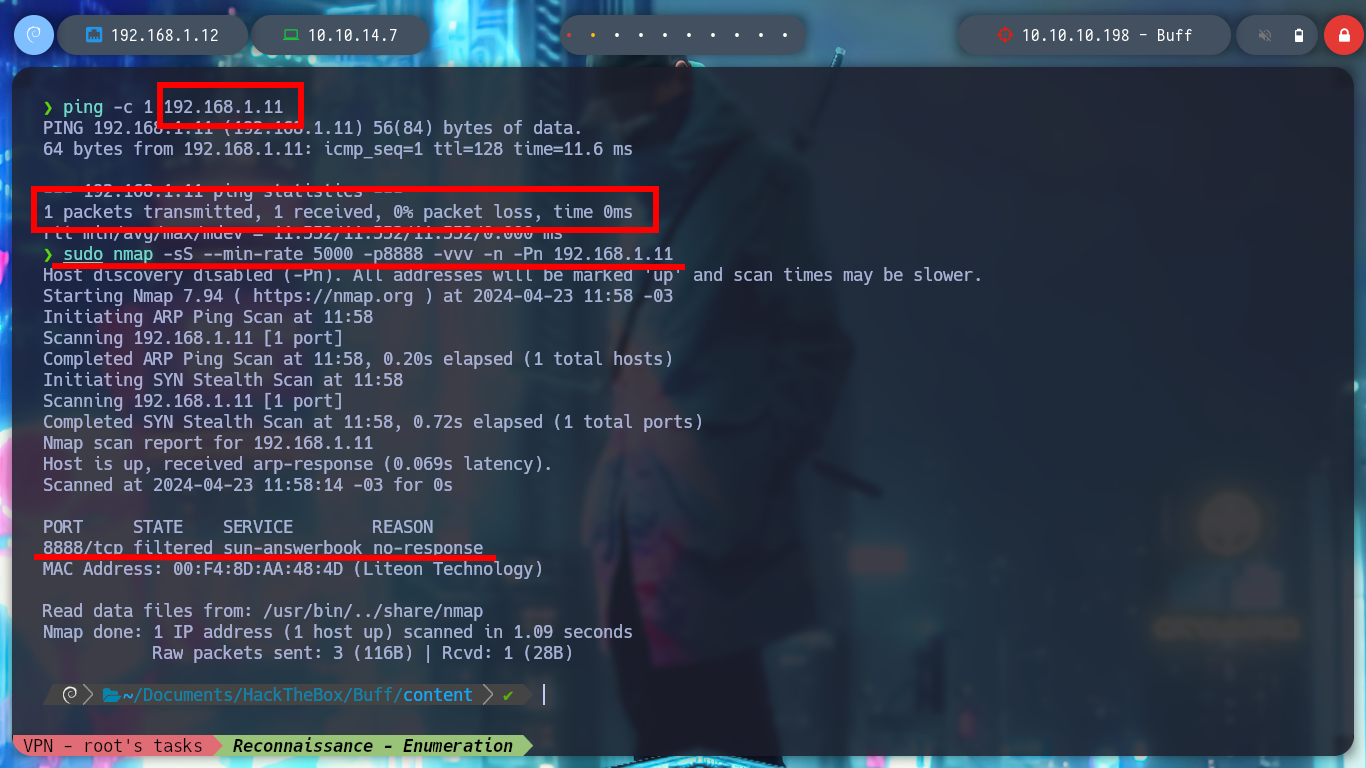 192.168.1.12
10.10.14.7
10.10.10.198 - Buff
❯ ping -c 1 192.168.1.11
PING 192.168.1.11 (192.168.1.11) 56(84) bytes of data.
64 bytes from 192.168.1.11: icmp_seq=1 ttl=128 time=11.6 ms
--- 192.168.1.11 ping statistics ---
1 packets transmitted, 1 received, 0% packet loss, time 0ms
rtt min/avg/max/mdev = 11.552/11.552/11.552/0.000 ms
❯ sudo nmap -sS --min-rate 5000 -p8888 -vvv -n -Pn 192.168.1.11
Host discovery disabled (-Pn). All addresses will be marked 'up' and scan times may be slower.
Starting Nmap 7.94 ( https://nmap.org ) at 2024-04-23 11:58 -03
Initiating ARP Ping Scan at 11:58
Scanning 192.168.1.11 [1 port]
Completed ARP Ping Scan at 11:58, 0.20s elapsed (1 total hosts)
Initiating SYN Stealth Scan at 11:58
Scanning 192.168.1.11 [1 port]
Completed SYN Stealth Scan at 11:58, 0.72s elapsed (1 total ports)
Nmap scan report for 192.168.1.11
Host is up, received arp-response (0.069s latency).
Scanned at 2024-04-23 11:58:14 -03 for 0s
PORT STATE SERVICE REASON
8888/tcp filtered sun-answerbook no-response
MAC Address: 00:F4:8D:AA:48:4D (Liteon Technology)
Read data files from: /usr/bin/../share/nmap
Nmap done: 1 IP address (1 host up) scanned in 1.09 seconds
Raw packets sent: 3 (116B) | Rcvd: 1 (28B)
~/Documents/HackTheBox/Buff/content ✔
VPN - root's tasks Reconnaissance - Enumeration